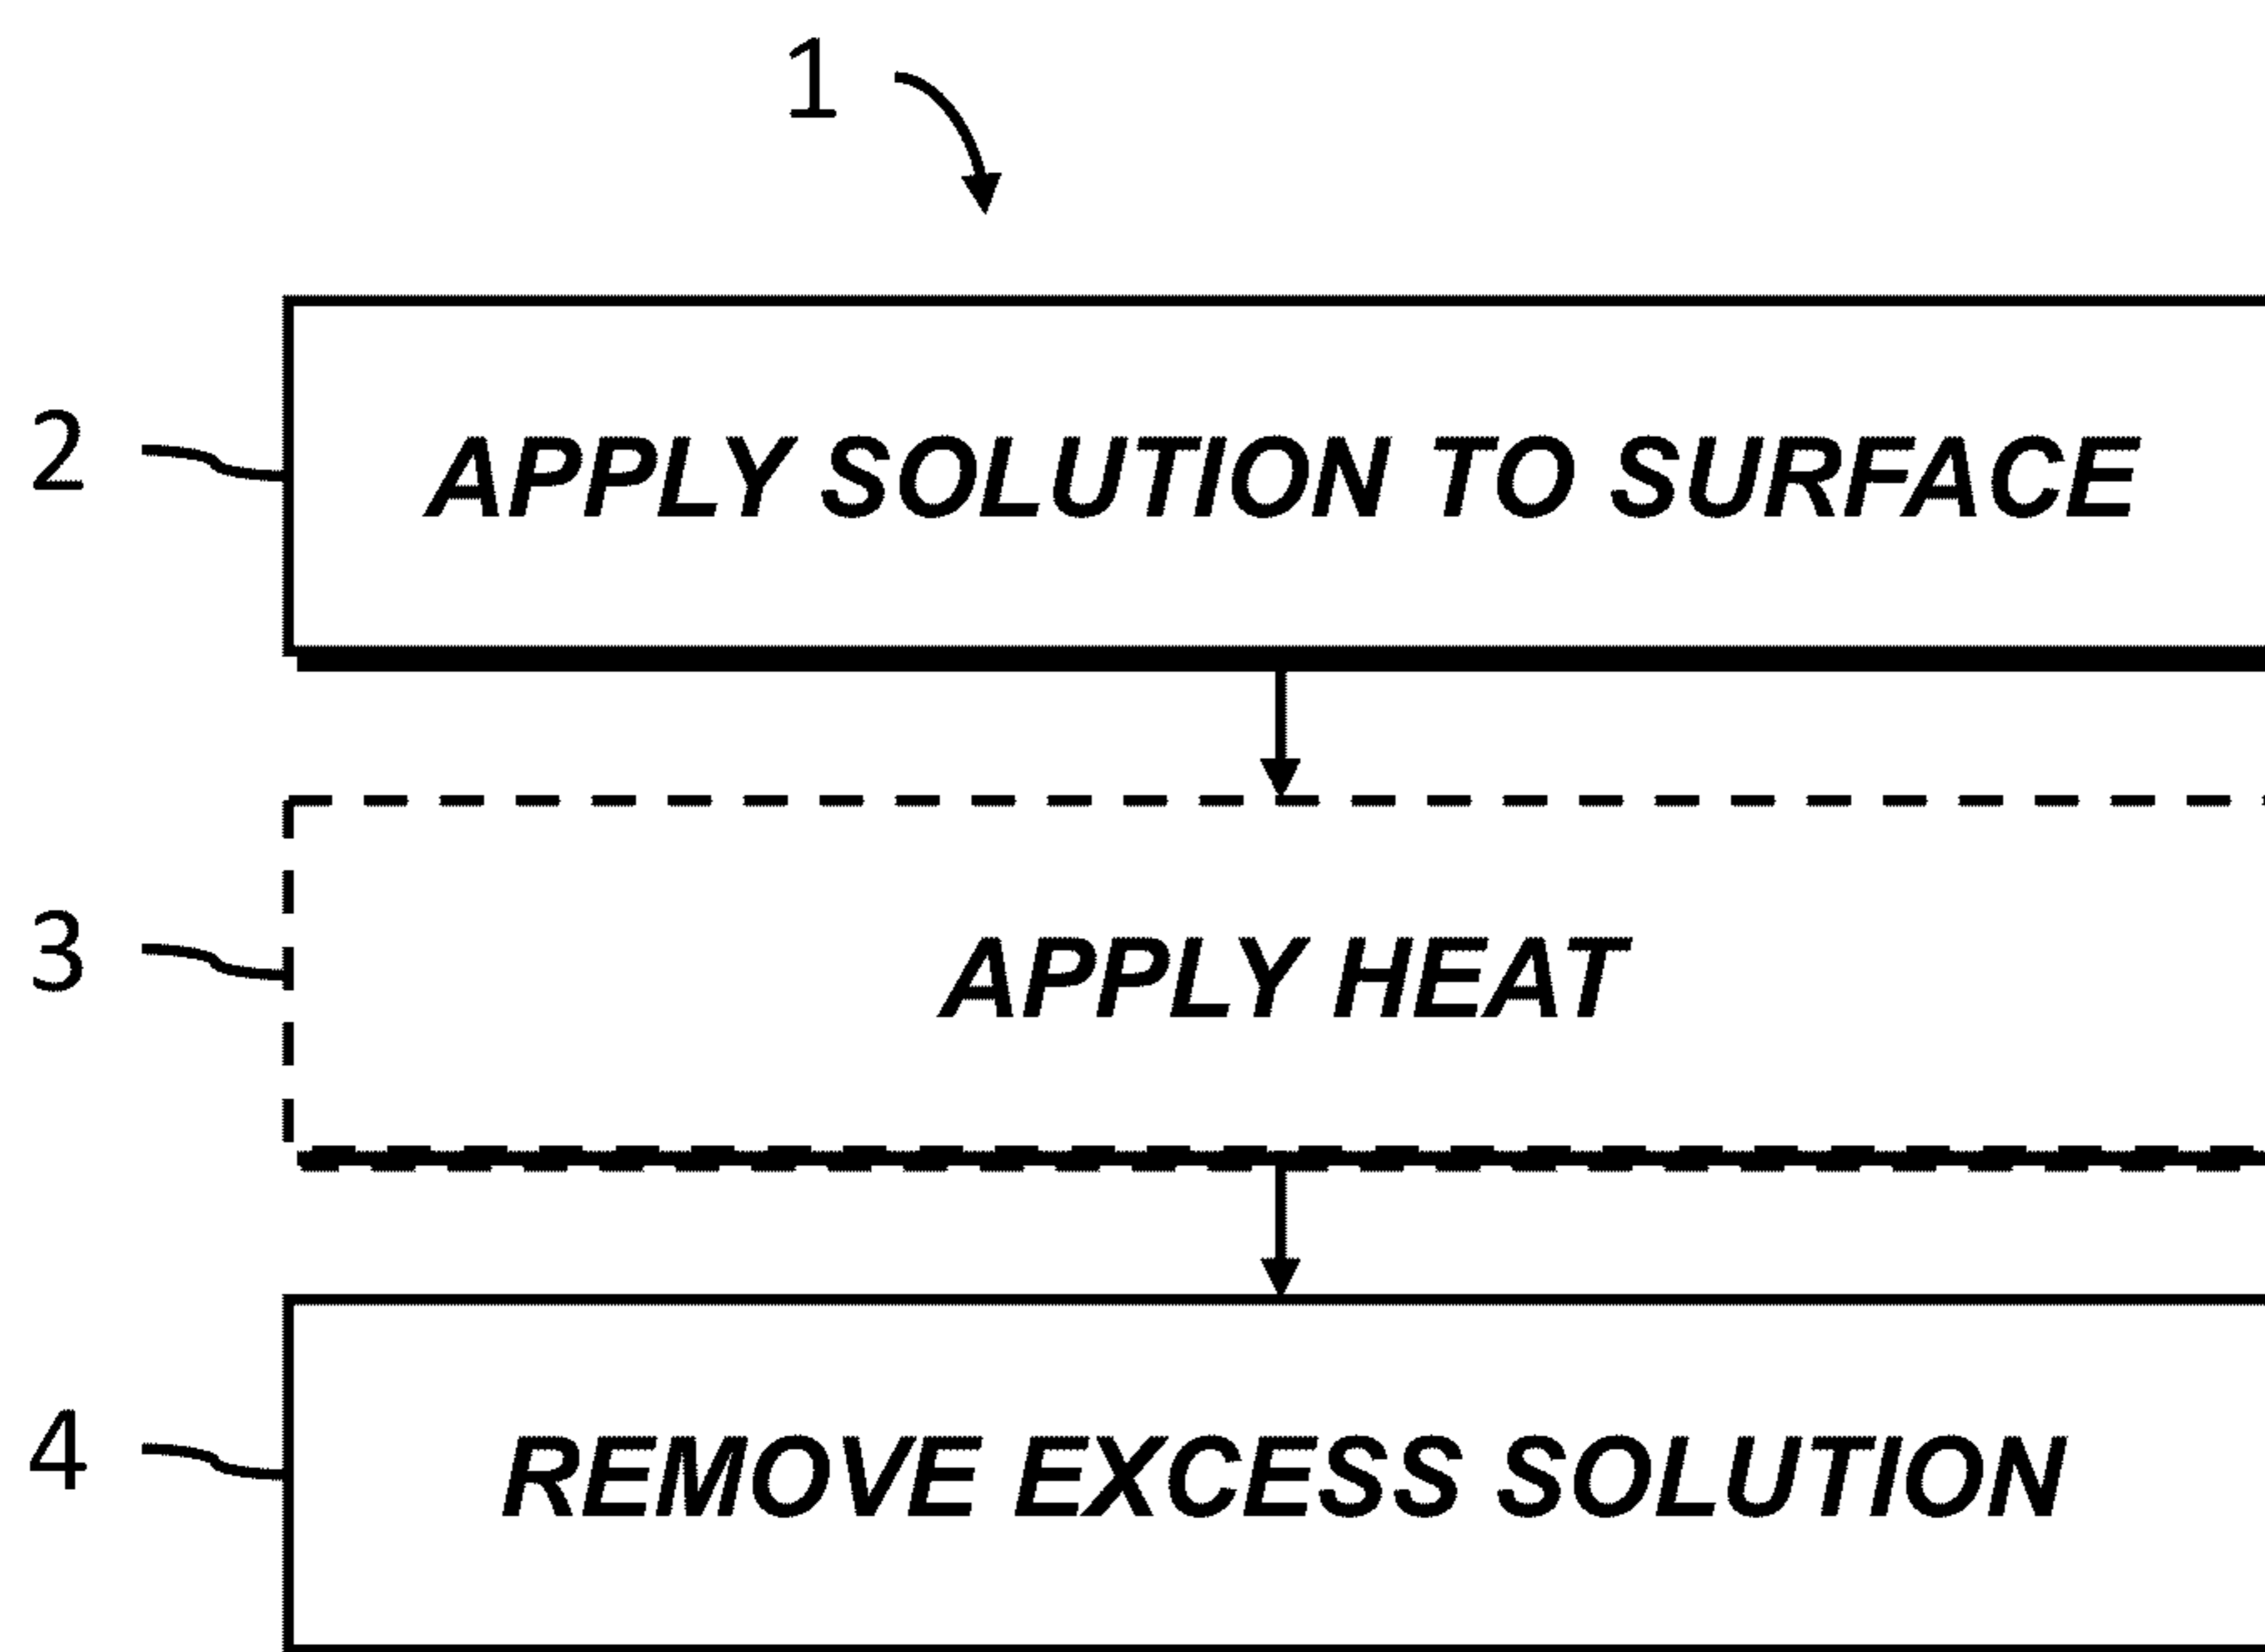 1
2 APPLY SOLUTION TO SURFACE
3 APPLY HEAT
4 REMOVE EXCESS SOLUTION